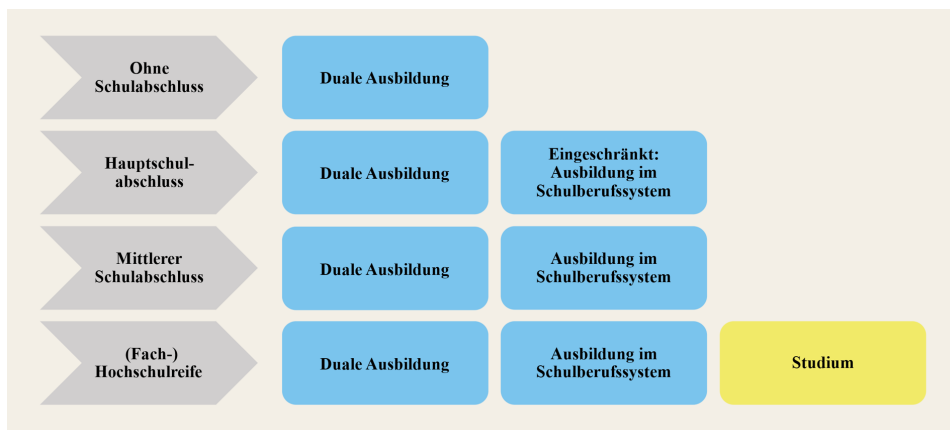 Ohne
Schulabschluss
Duale Ausbildung
Hauptschul-
abschluss
Duale Ausbildung
Eingeschränkt:
Ausbildung im
Schulberufssystem
Mittlerer
Schulabschluss
Duale Ausbildung
Ausbildung im
Schulberufssystem
(Fach-)
Hochschulreife
Duale Ausbildung
Ausbildung im
Schulberufssystem
Studium